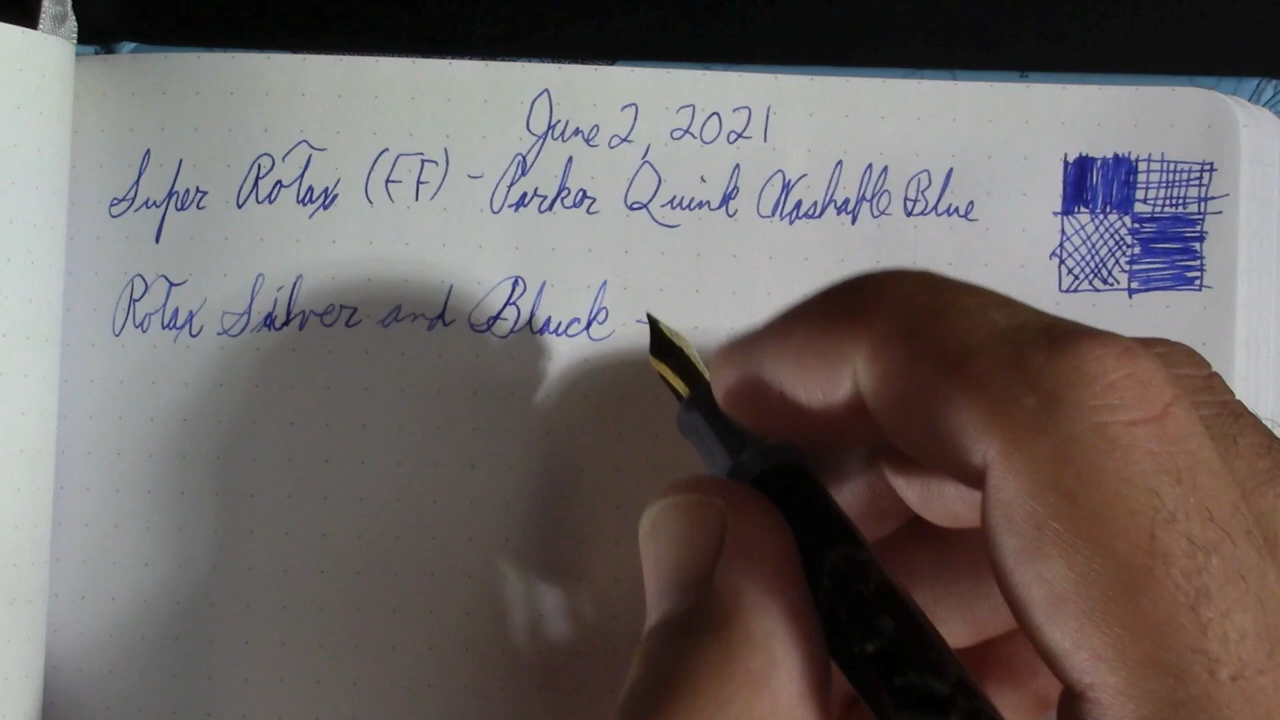 June 2, 2021
Super Rotax (EF) - Parker Quink Washable Blue
Rotax Silver and Black -